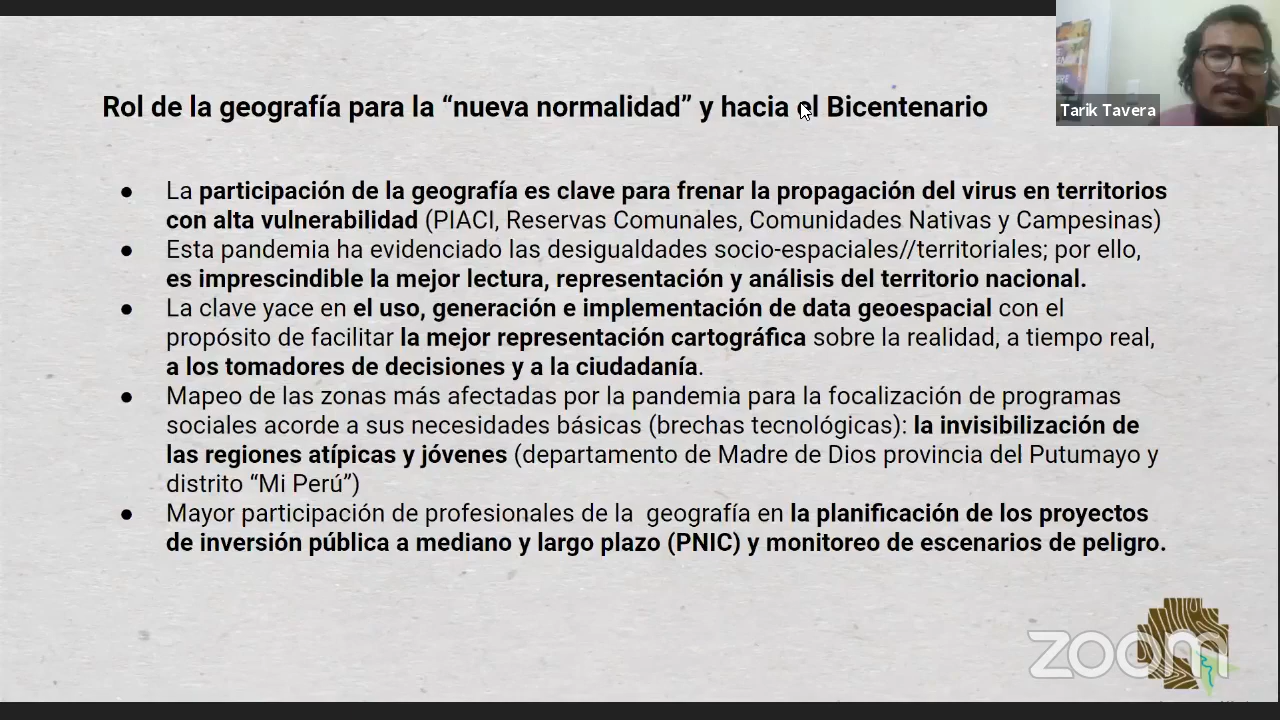 Rol de la geografía para la “nueva normalidad” y hacia el Bicentenario
Tarik Tavera
● La participación de la geografía es clave para frenar la propagación del virus en territorios
con alta vulnerabilidad (PIACI, Reservas Comunales, Comunidades Nativas y Campesinas)
● Esta pandemia ha evidenciado las desigualdades socio-espaciales//territoriales; por ello,
es imprescindible la mejor lectura, representación y análisis del territorio nacional.
● La clave yace en el uso, generación e implementación de data geoespacial con el
propósito de facilitar la mejor representación cartográfica sobre la realidad, a tiempo real,
a los tomadores de decisiones y a la ciudadanía.
● Mapeo de las zonas más afectadas por la pandemia para la focalización de programas
sociales acorde a sus necesidades básicas (brechas tecnológicas): la invisibilización de
las regiones atípicas y jóvenes (departamento de Madre de Dios provincia del Putumayo y
distrito “Mi Perú”)
● Mayor participación de profesionales de la geografía en la planificación de los proyectos
de inversión pública a mediano y largo plazo (PNIC) y monitoreo de escenarios de peligro.
zoom